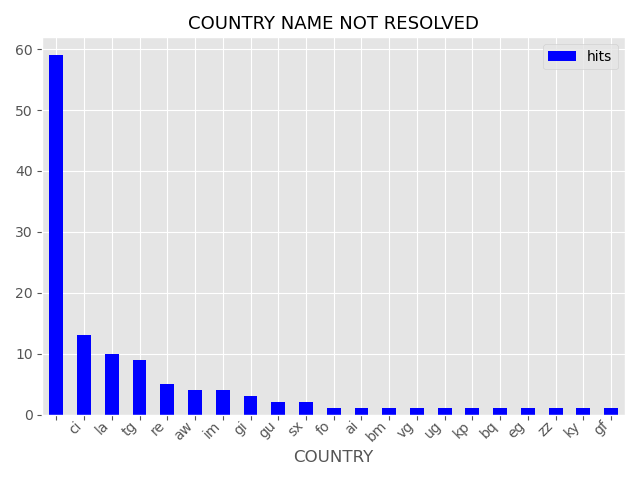 COUNTRY NAME NOT RESOLVED
hits
60
50
40
30
20
10
0
ci la tg re aw im gi gu sx fo ai bm vg ug kp bq eg zz ky gf
COUNTRY